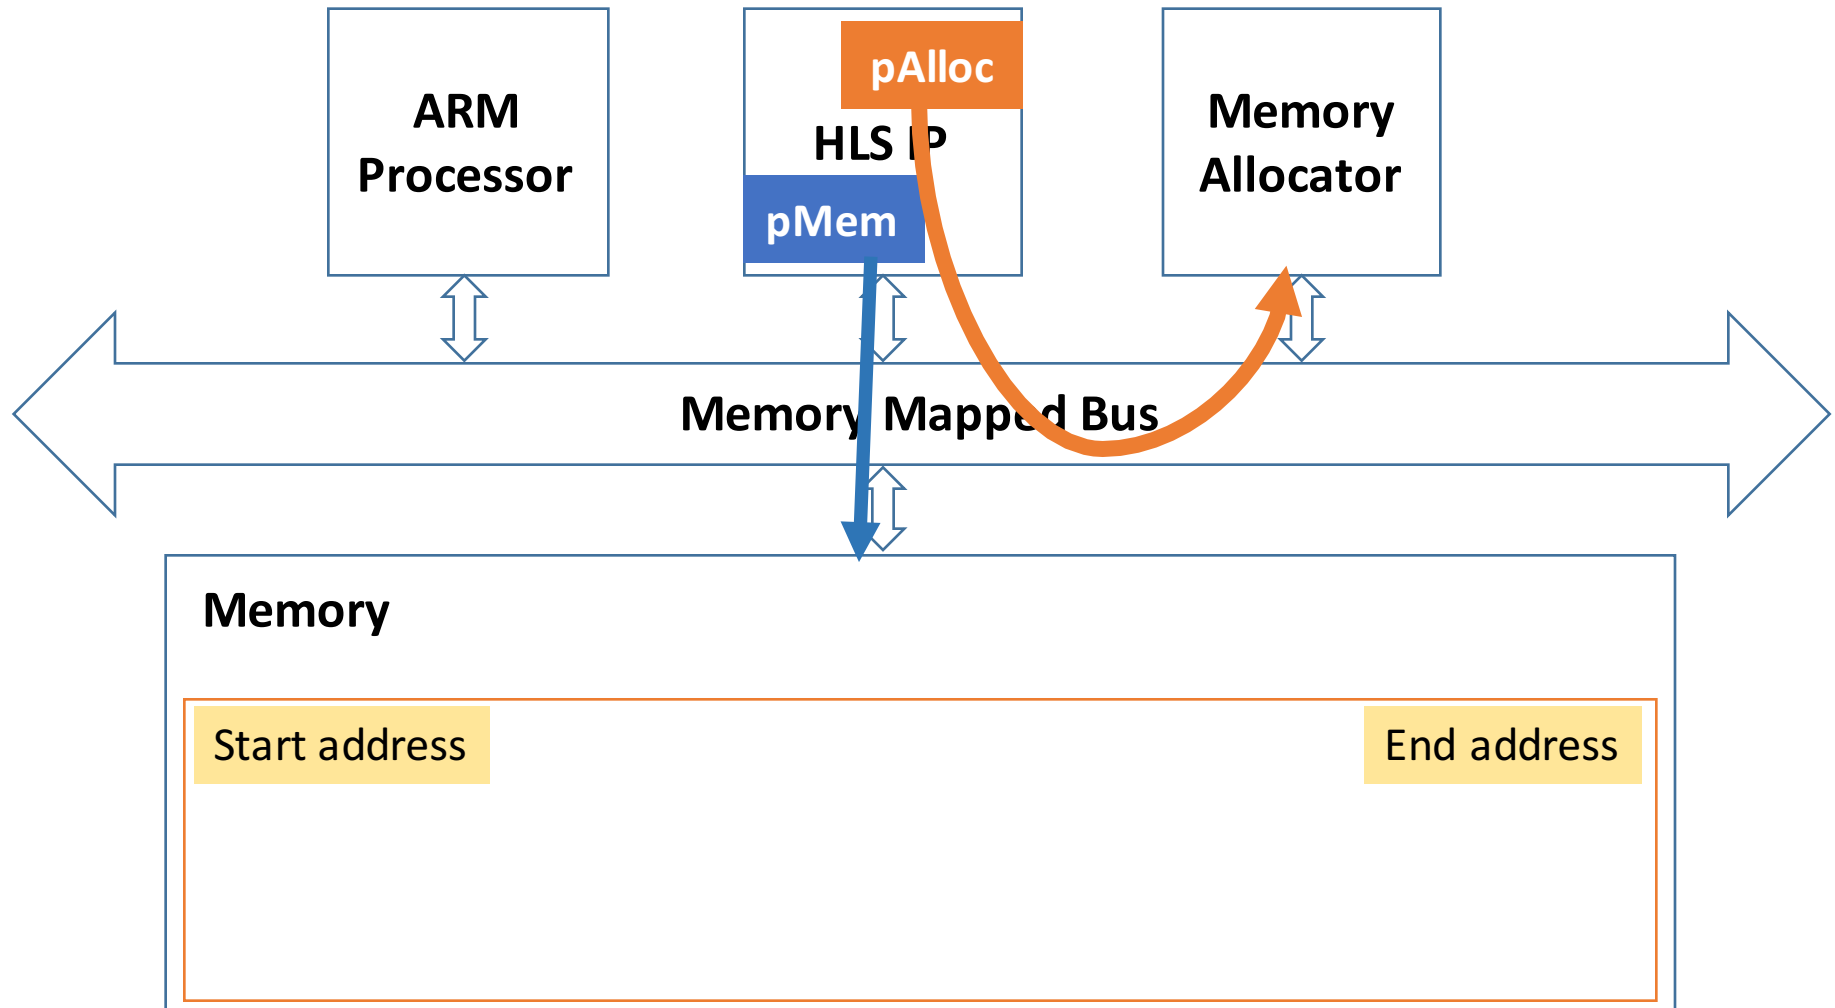 pAlloc
ARM
Processor
HLS IP
pMem
Memory
Allocator
Memory Mapped Bus
Memory
Start address
End address